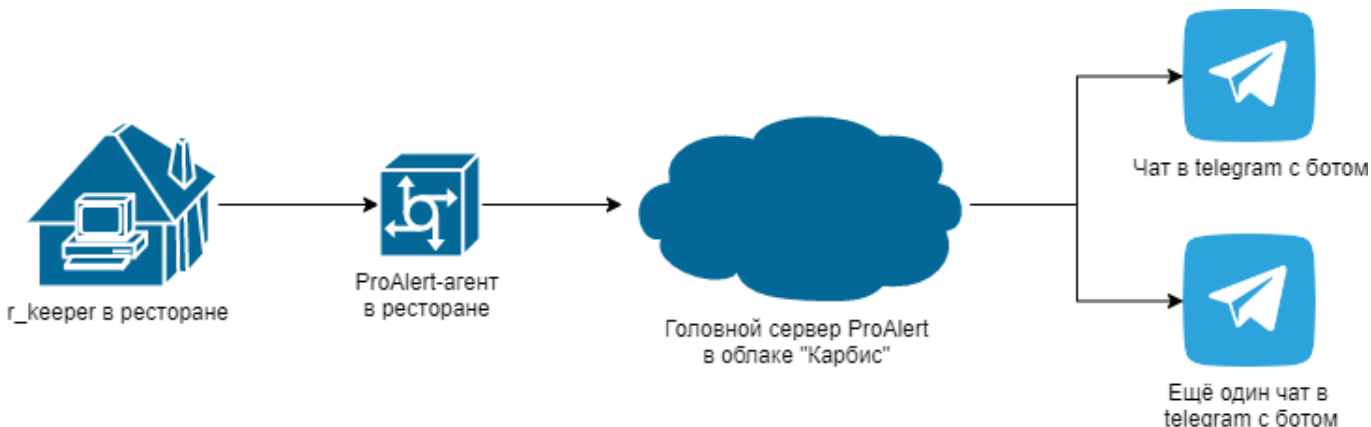 r_keeper в ресторане
ProAlert-агент
в ресторане
Головной сервер ProAlert
в облаке "Карбис"
Чат в telegram с ботом
Ещё один чат в
telegram с ботом